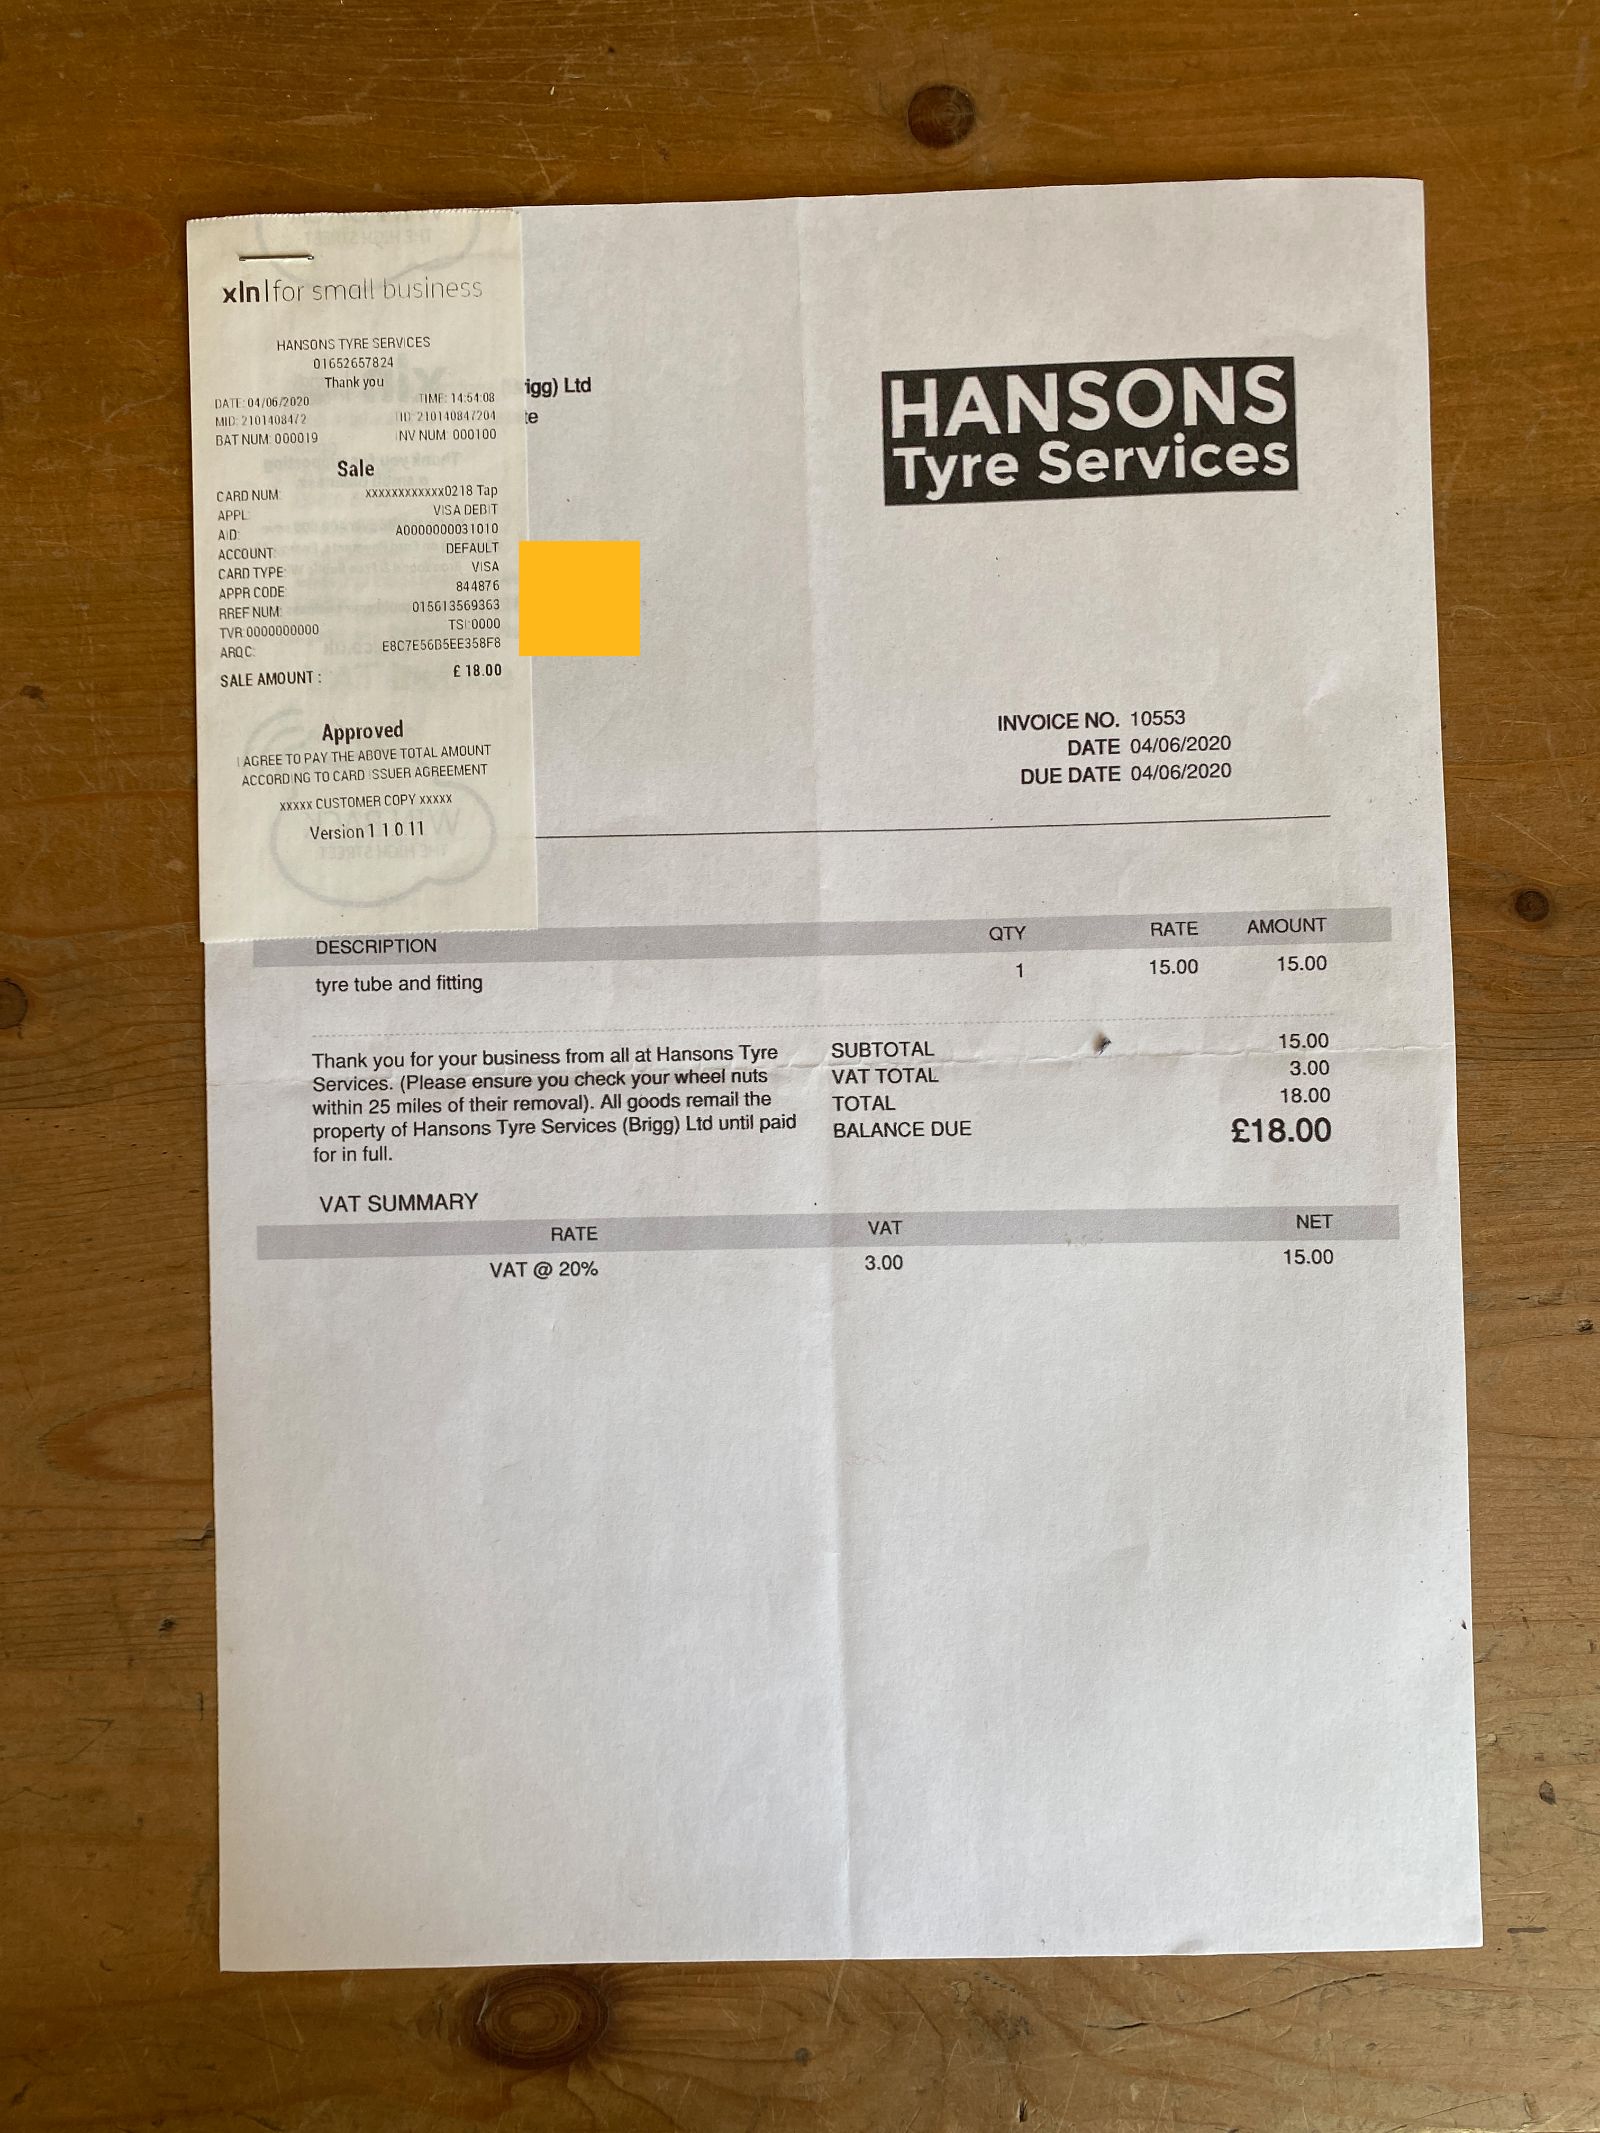 xln for small business
HANSONS TYRE SERVICES
01652657824
Thank you
DATE: 04/06/2020 TIME: 14:54:08
MID: 2101408472 TID: 210140847204
BAT NUM: 000019 INV NUM: 000100
Sale
CARD NUM: xxxxxxxxxxxx0218 Tap
APPL: VISA DEBIT
AID: A0000000031010
ACCOUNT: DEFAULT
CARD TYPE: VISA
APPR CODE: 844876
RREF NUM: 015613569363
TVR:0000000000 TSI:0000
ARQC: E8C7E56B5EE358F8
SALE AMOUNT : £ 18.00
Approved
I AGREE TO PAY THE ABOVE TOTAL AMOUNT
ACCORDING TO CARD ISSUER AGREEMENT
xxxxx CUSTOMER COPY xxxxx
Version 1 1 0 11
igg) Ltd
te
HANSONS
Tyre Services
INVOICE NO. 10553
DATE 04/06/2020
DUE DATE 04/06/2020
DESCRIPTION QTY RATE AMOUNT
tyre tube and fitting 1 15.00 15.00
Thank you for your business from all at Hansons Tyre
Services. (Please ensure you check your wheel nuts
within 25 miles of their removal). All goods remail the
property of Hansons Tyre Services (Brigg) Ltd until paid
for in full.
SUBTOTAL 15.00
VAT TOTAL 3.00
TOTAL 18.00
BALANCE DUE £18.00
VAT SUMMARY
RATE VAT NET
VAT @ 20% 3.00 15.00